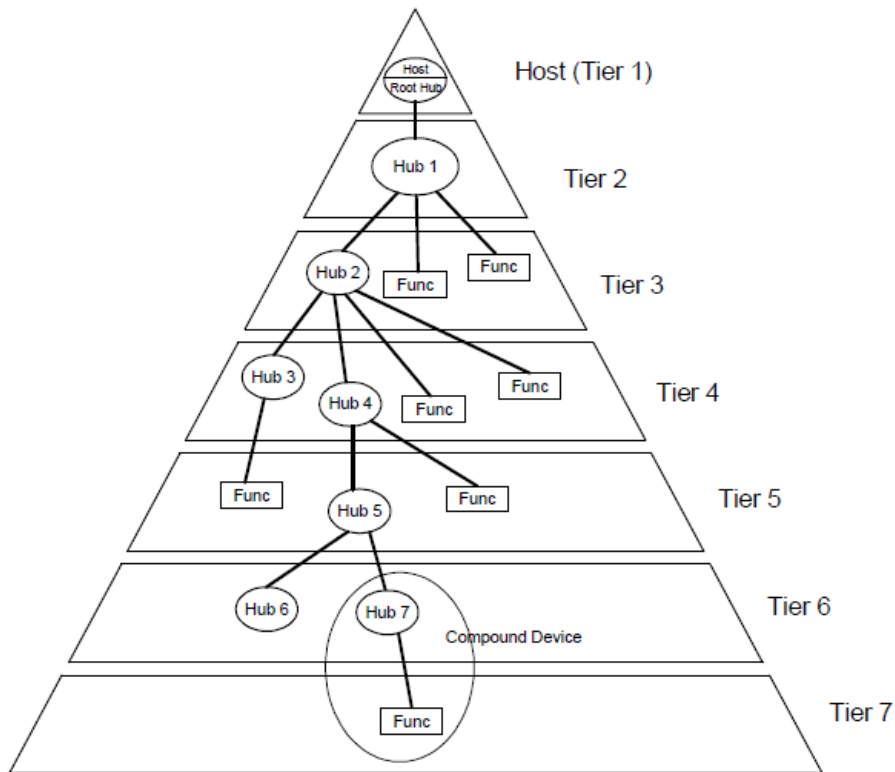 Host
Root Hub
Host (Tier 1)
Hub 1
Tier 2
Hub 2
Func
Func
Tier 3
Hub 3
Hub 4
Func
Func
Tier 4
Func
Hub 5
Func
Tier 5
Hub 6
Hub 7
Compound Device
Tier 6
Func
Tier 7